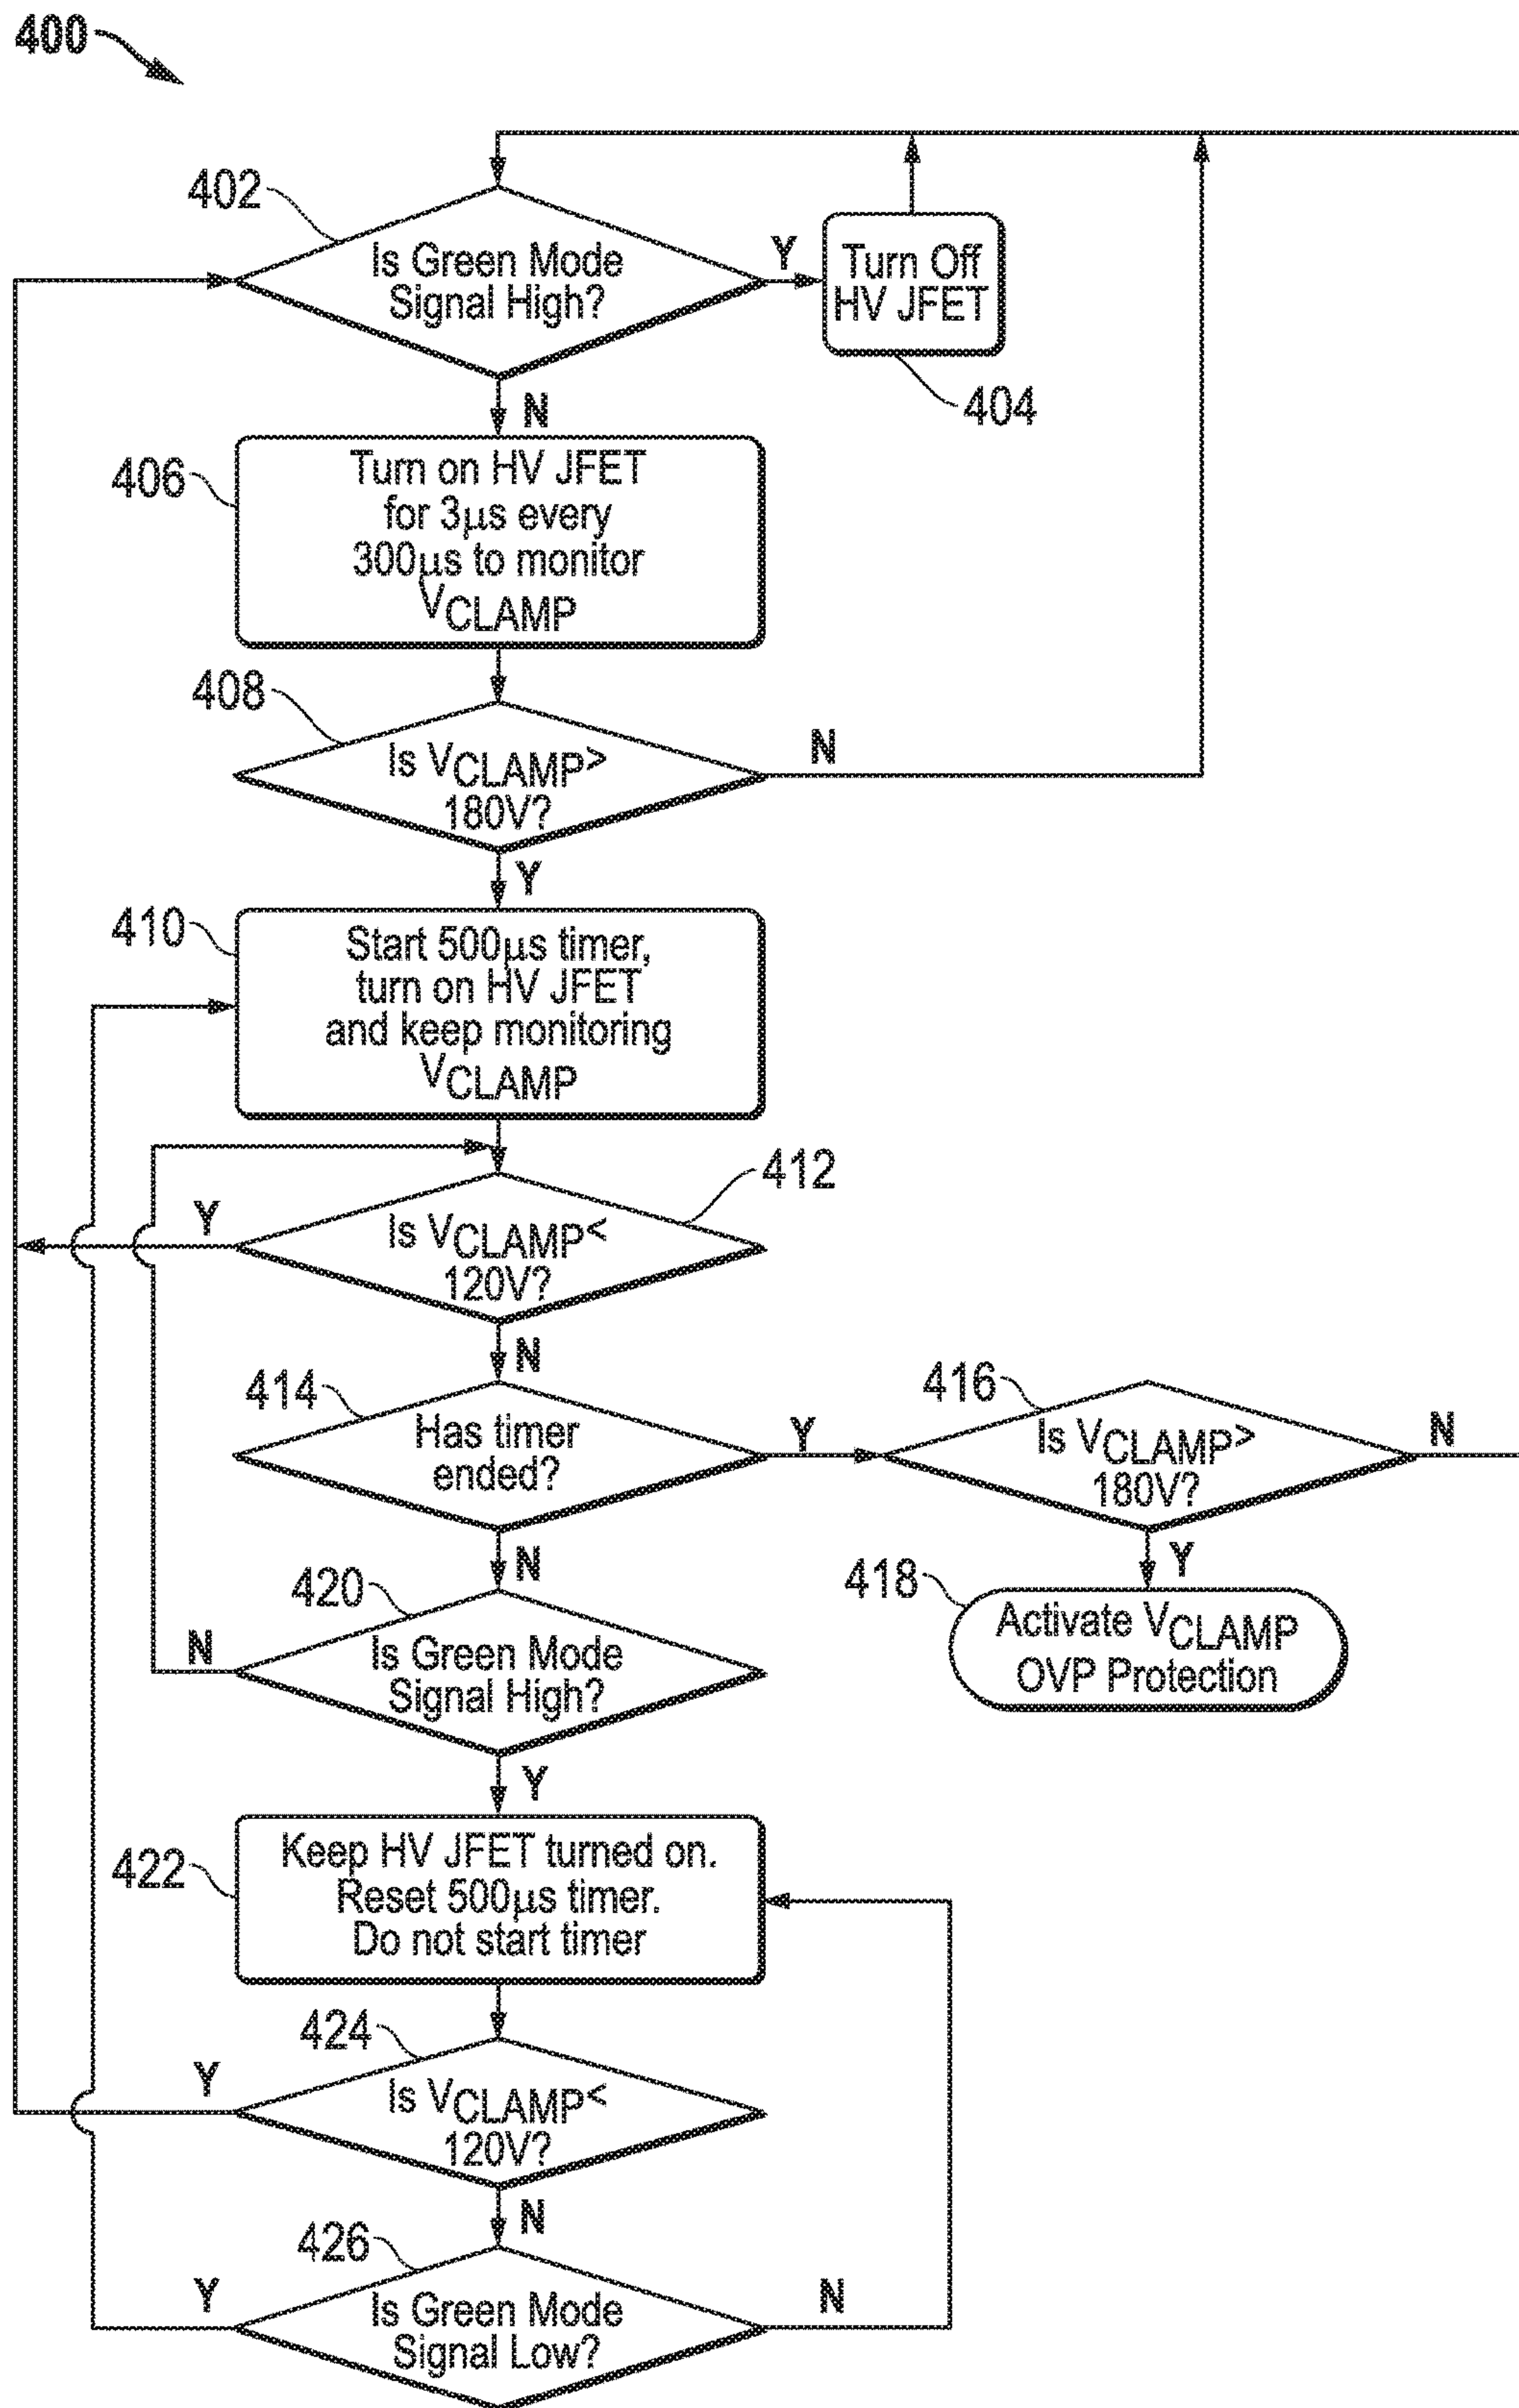 400
402
Is Green Mode
Signal High?
Y
Turn Off
HV JFET
404
N
406
Turn on HV JFET
for 3µs every
300µs to monitor
VCLAMP
408
Is VCLAMP>
180V?
N
Y
410
Start 500µs timer,
turn on HV JFET
and keep monitoring
VCLAMP
412
Y
Is VCLAMP<
120V?
N
414
Has timer
ended?
Y
416
Is VCLAMP>
180V?
N
Y
418
Activate VCLAMP
OVP Protection
N
420
N
Is Green Mode
Signal High?
Y
422
Keep HV JFET turned on.
Reset 500µs timer.
Do not start timer
424
Y
Is VCLAMP<
120V?
N
426
Y
Is Green Mode
Signal Low?
N